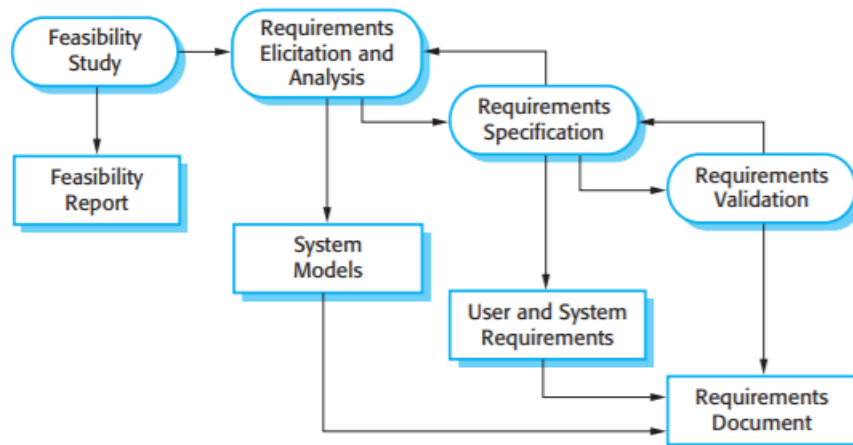 Feasibility
Study
Requirements
Elicitation and
Analysis
Requirements
Specification
Requirements
Validation
Feasibility
Report
System
Models
User and System
Requirements
Requirements
Document